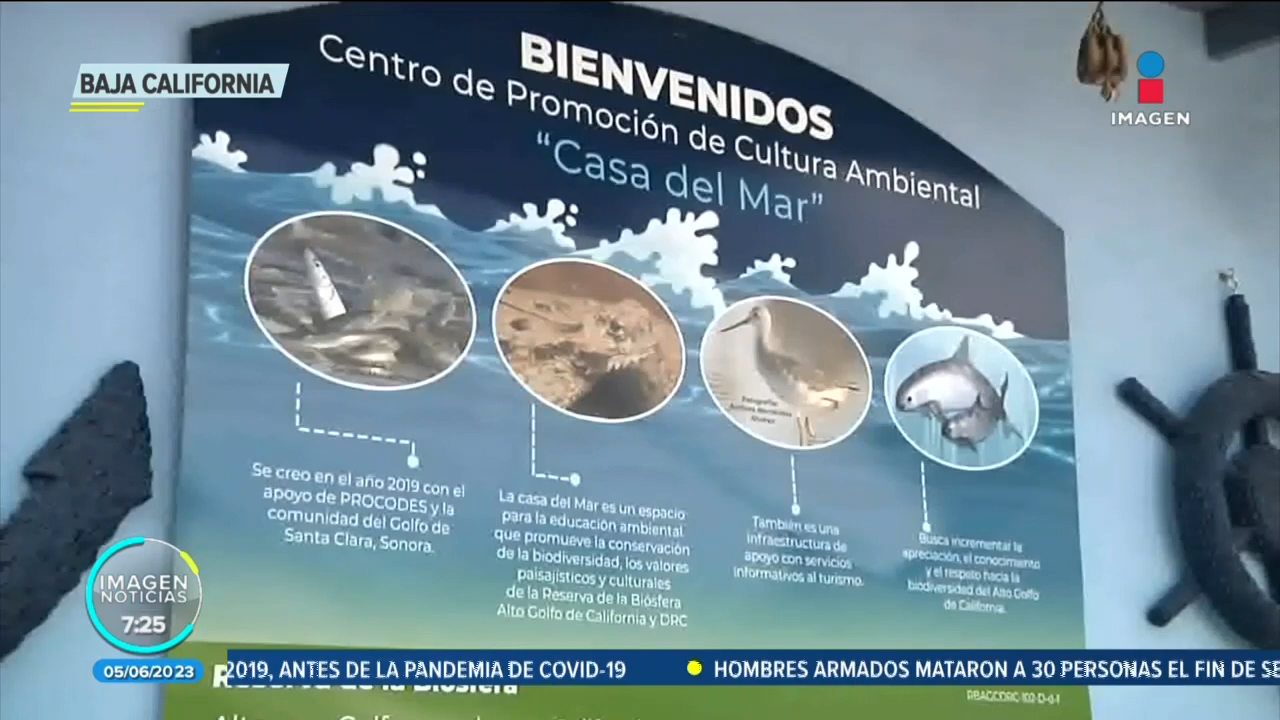 BAJA CALIFORNIA
IMAGEN
BIENVENIDOS
Centro de Promoción de Cultura Ambiental
“Casa del Mar”
Se creo en el año 2019 con el
apoyo de PROCODES y la
comunidad del Golfo de
Santa Clara, Sonora.
La casa del Mar es un espacio
para la educación ambiental
que promueve la conservación
de la biodiversidad, los valores
paisajísticos y culturales
de la Reserva de la Biósfera
Alto Golfo de California y DRC
Fotografía:
También es una
infraestructura de
apoyo con servicios
informativos al turismo.
Busca incrementar la
apreciación, el conocimiento
y el respeto hacia la
biodiversidad del Alto Golfo
de California.
IMAGEN
NOTICIAS
7:25
05/06/2023
2019, ANTES DE LA PANDEMIA DE COVID-19
HOMBRES ARMADOS MATARON A 30 PERSONAS EL FIN DE SE
Reserva de la Biósfera